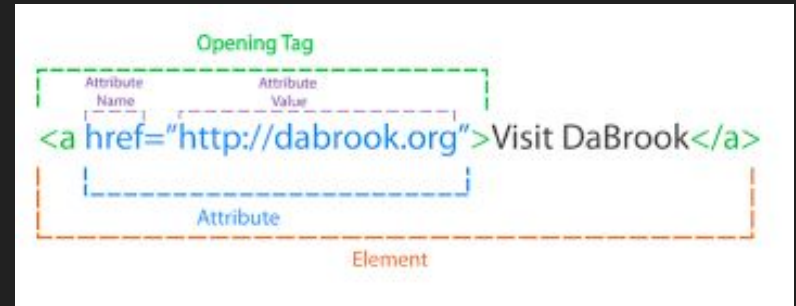 Opening Tag
Attribute Name
Attribute Value
<a href="http://dabrook.org">Visit DaBrook</a>
Attribute
Element